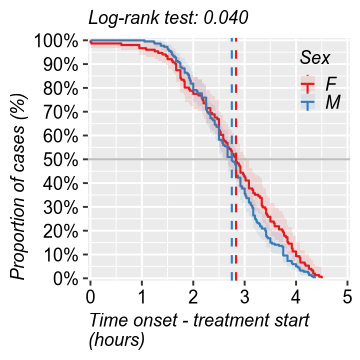 Log-rank test: 0.040
Proportion of cases (%)
100%
90%
80%
70%
60%
50%
40%
30%
20%
10%
0%
Sex
F
M
0 1 2 3 4 5
Time onset - treatment start
(hours)